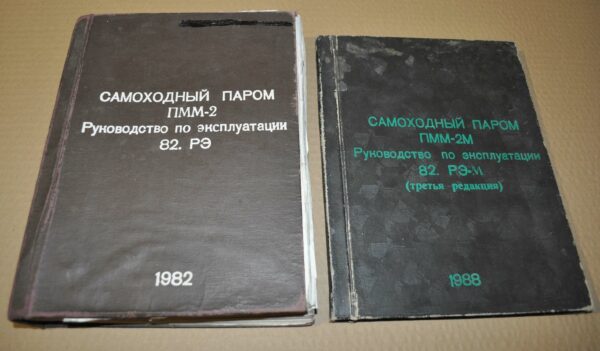 САМОХОДНЫЙ ПАРОМ
ПММ-2
Руководство по эксплуатации
82. РЭ
1982
САМОХОДНЫЙ ПАРОМ
ПММ-2М
Руководство по эксплуатации
82. РЭ-М
(третья редакция)
1988